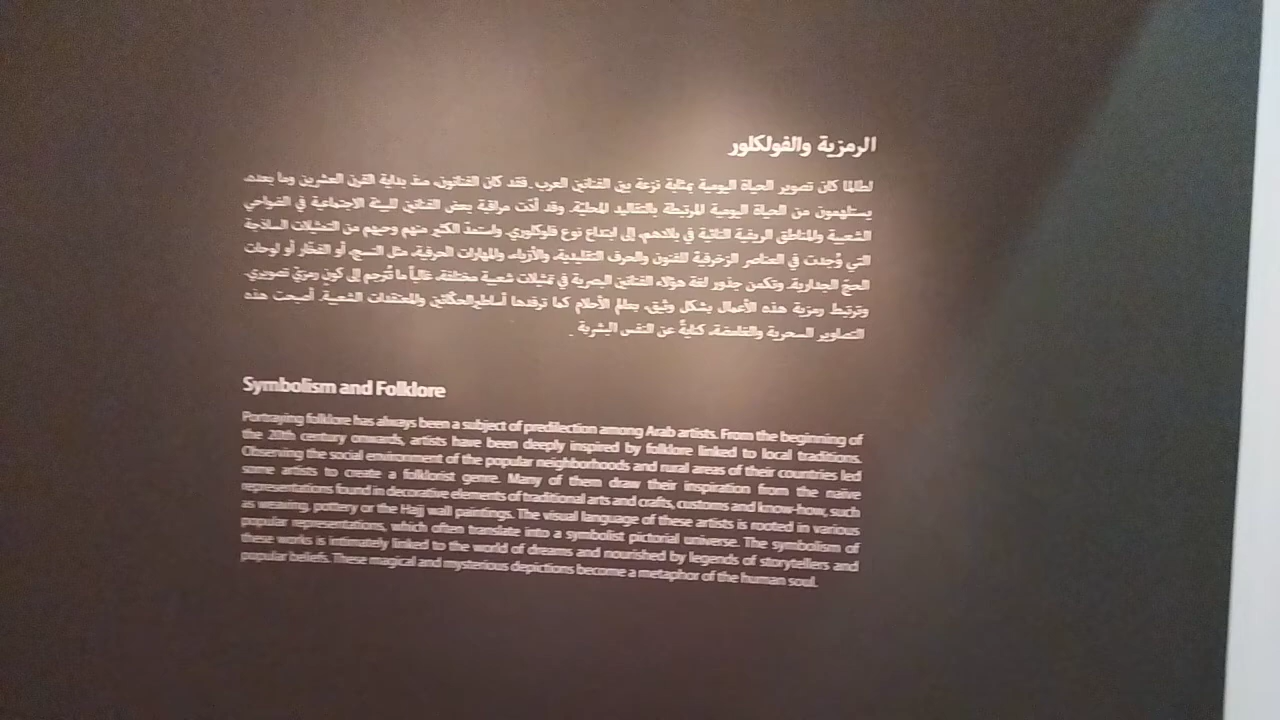 الرمزية والفولكلور
لطالما كان تصوير الحياة اليومية بمثابة نزعة بين الفنانين العرب. فقد كان الفنانون، منذ بداية القرن العشرين وما بعده،
يستلهمون من الحياة اليومية المرتبطة بالتقاليد المحليّة. وقد أدّت مراقبة بعض الفنانين للبيئة الاجتماعية في الضواحي
الشعبية والمناطق الريفية النائية في بلادهم، إلى ابتداع نوع فلوكلوري. واستمدّ الكثير منهم وحيهم من التمثيلات الساذجة
التي وُجدت في العناصر الزخرفية للفنون والحرف التقليدية، والأزياء، والمهارات الحرفية، مثل النسج، أو الفخّار أو لوحات
الحجّ الجدارية. وتكمن جذور لغة هؤلاء الفنانين البصرية في تمثيلات شعبية مختلفة، غالباً ما تُترجم إلى كونٍ رمزيّ تصويري.
وترتبط رمزية هذه الأعمال بشكل وثيق، بعالم الأحلام كما ترفدها أساطير الحكّائين والمعتقدات الشعبية. أصبحت هذه
التصاوير السحرية والغامضة، كنايةً عن النفس البشرية.
Symbolism and Folklore
Portraying folklore has always been a subject of predilection among Arab artists. From the beginning of
the 20th century onwards, artists have been deeply inspired by folklore linked to local traditions.
Observing the social environment of the popular neighborhoods and rural areas of their countries led
some artists to create a folklorist genre. Many of them draw their inspiration from the naïve
representations found in decorative elements of traditional arts and crafts, customs and know-how, such
as weaving, pottery or the Hajj wall paintings. The visual language of these artists is rooted in various
popular representations, which often translate into a symbolist pictorial universe. The symbolism of
these works is intimately linked to the world of dreams and nourished by legends of storytellers and
popular beliefs. These magical and mysterious depictions become a metaphor of the human soul.